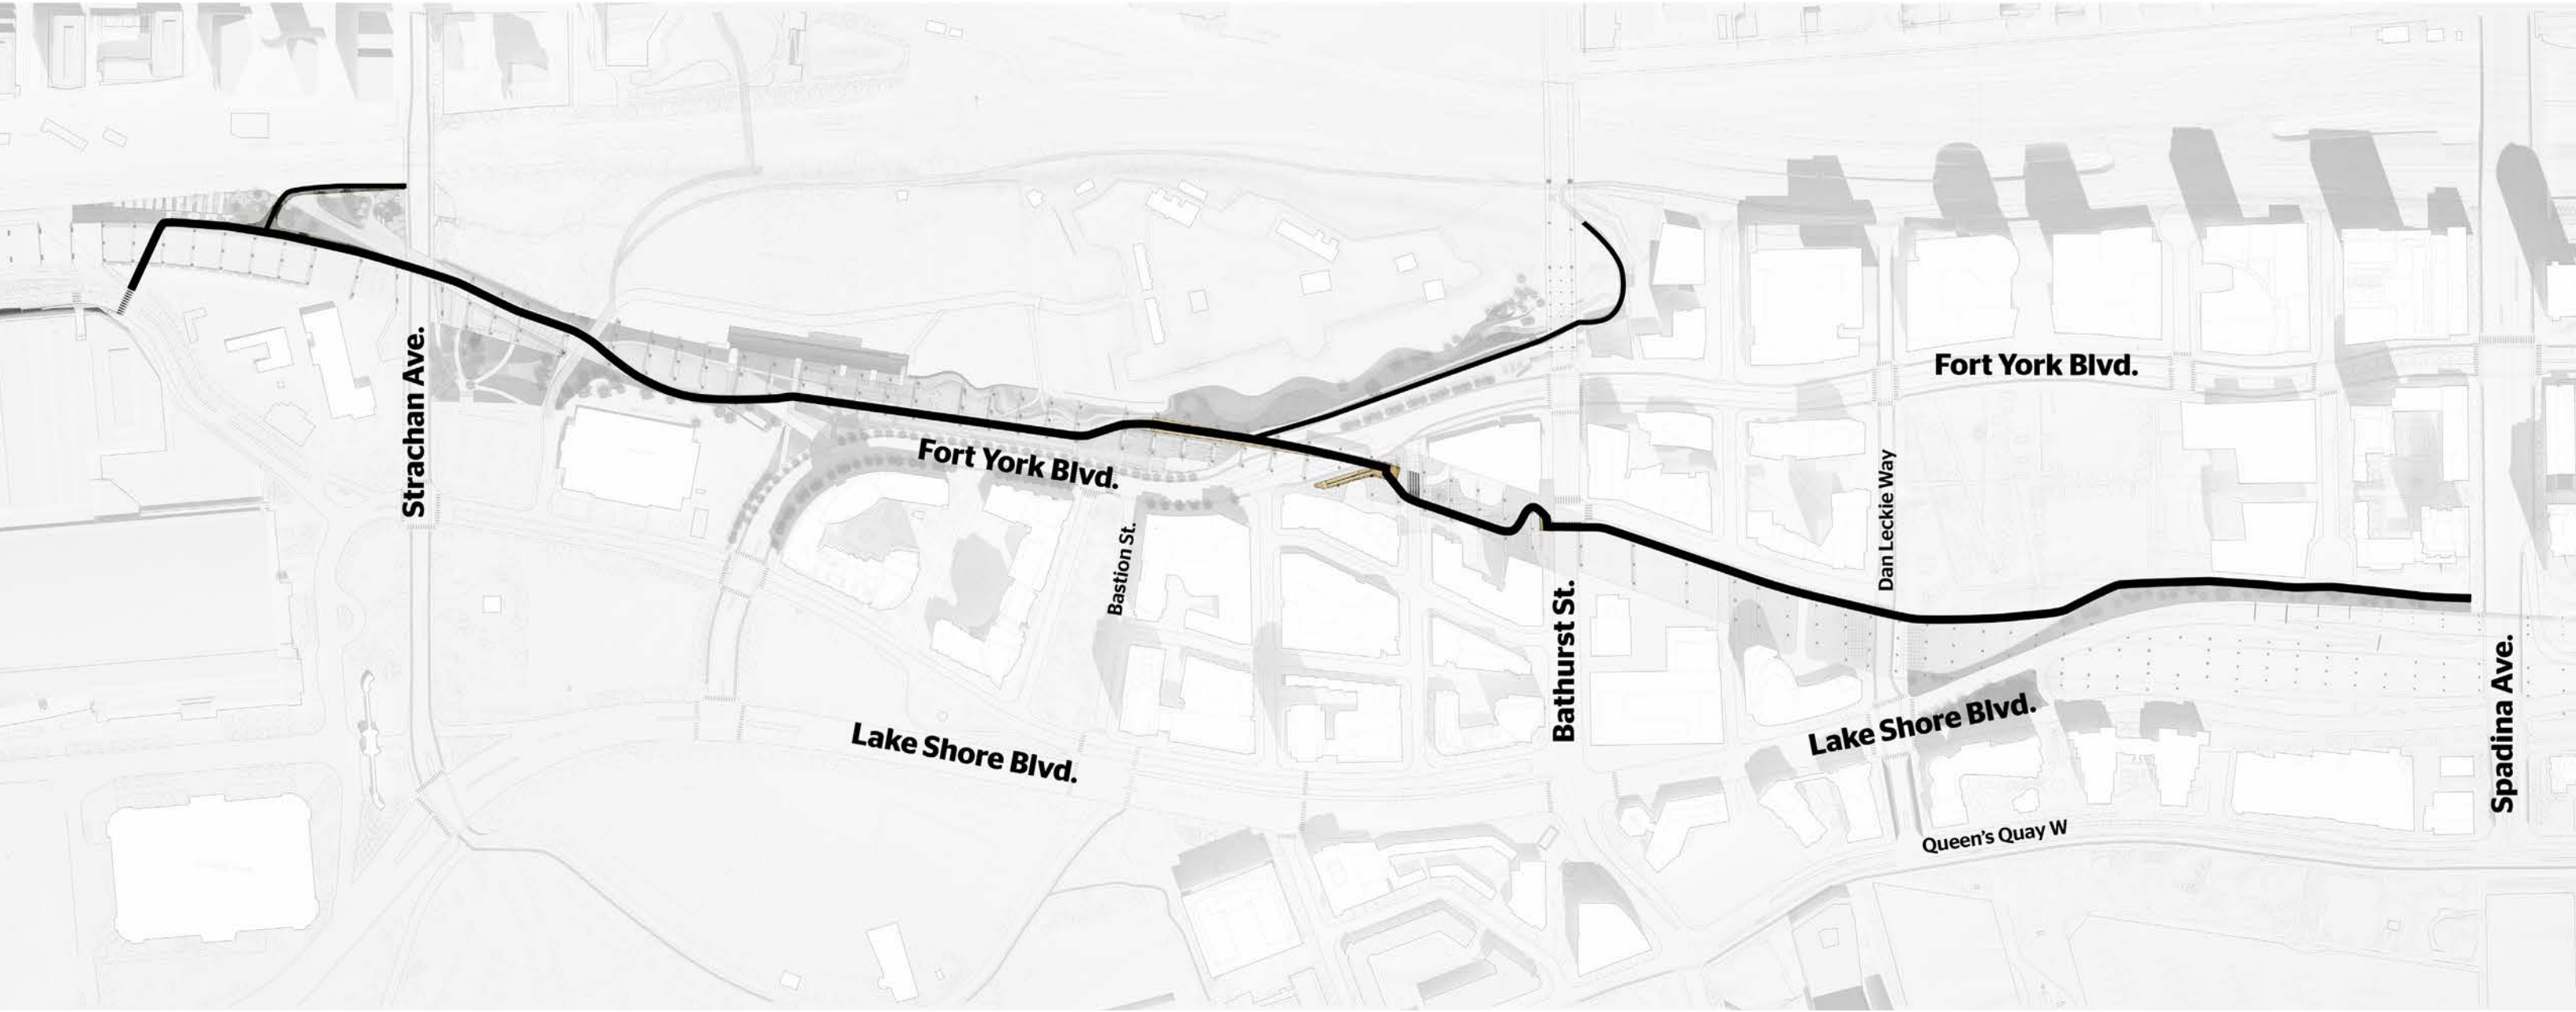 Strachan Ave.
Fort York Blvd.
Bastion St.
Lake Shore Blvd.
Bathurst St.
Fort York Blvd.
Dan Leckie Way
Lake Shore Blvd.
Queen's Quay W
Spadina Ave.